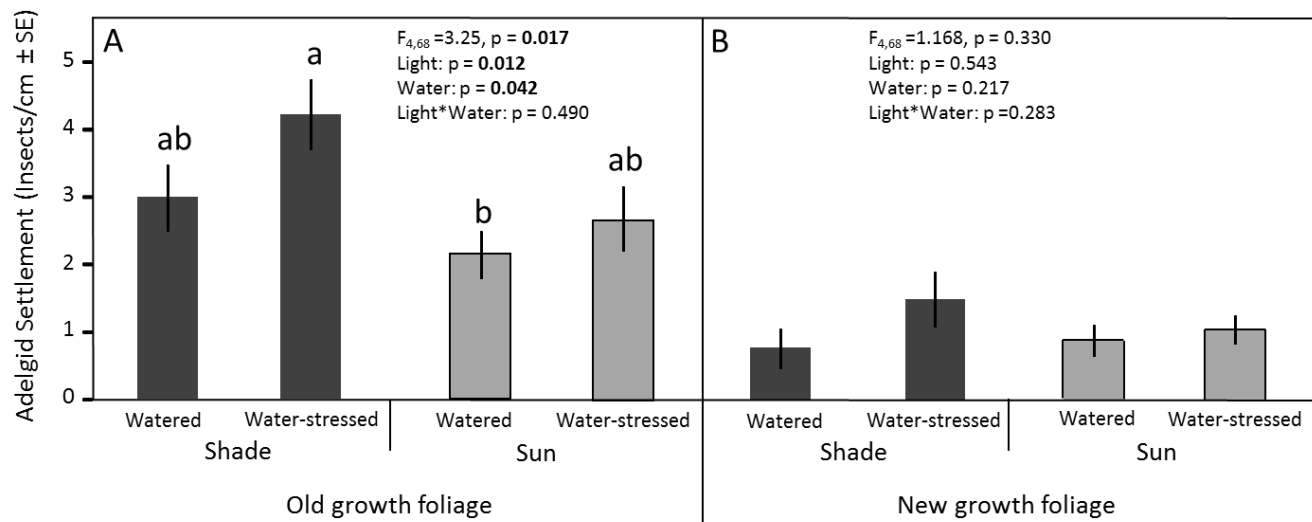 Adelgid Settlement (Insects/cm ± SE)
5
4
3
2
1
0
A
F4,68 =3.25, p = 0.017
Light: p = 0.012
Water: p = 0.042
Light*Water: p = 0.490
ab
a
b
ab
Watered
Water-stressed
Watered
Water-stressed
Shade
Sun
Old growth foliage
B
F4,68 =1.168, p = 0.330
Light: p = 0.543
Water: p = 0.217
Light*Water: p =0.283
Watered
Water-stressed
Watered
Water-stressed
Shade
Sun
New growth foliage